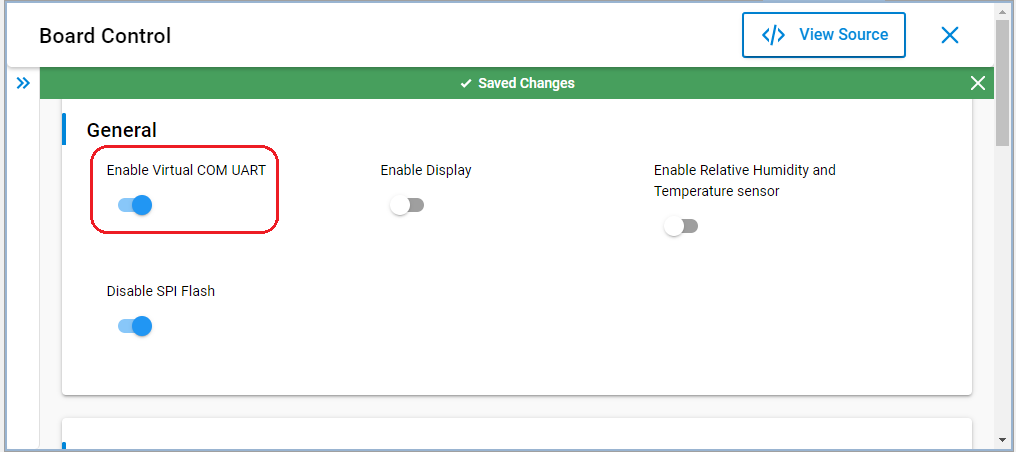 Board Control
</> View Source
Saved Changes
General
Enable Virtual COM UART
Enable Display
Enable Relative Humidity and
Temperature sensor
Disable SPI Flash